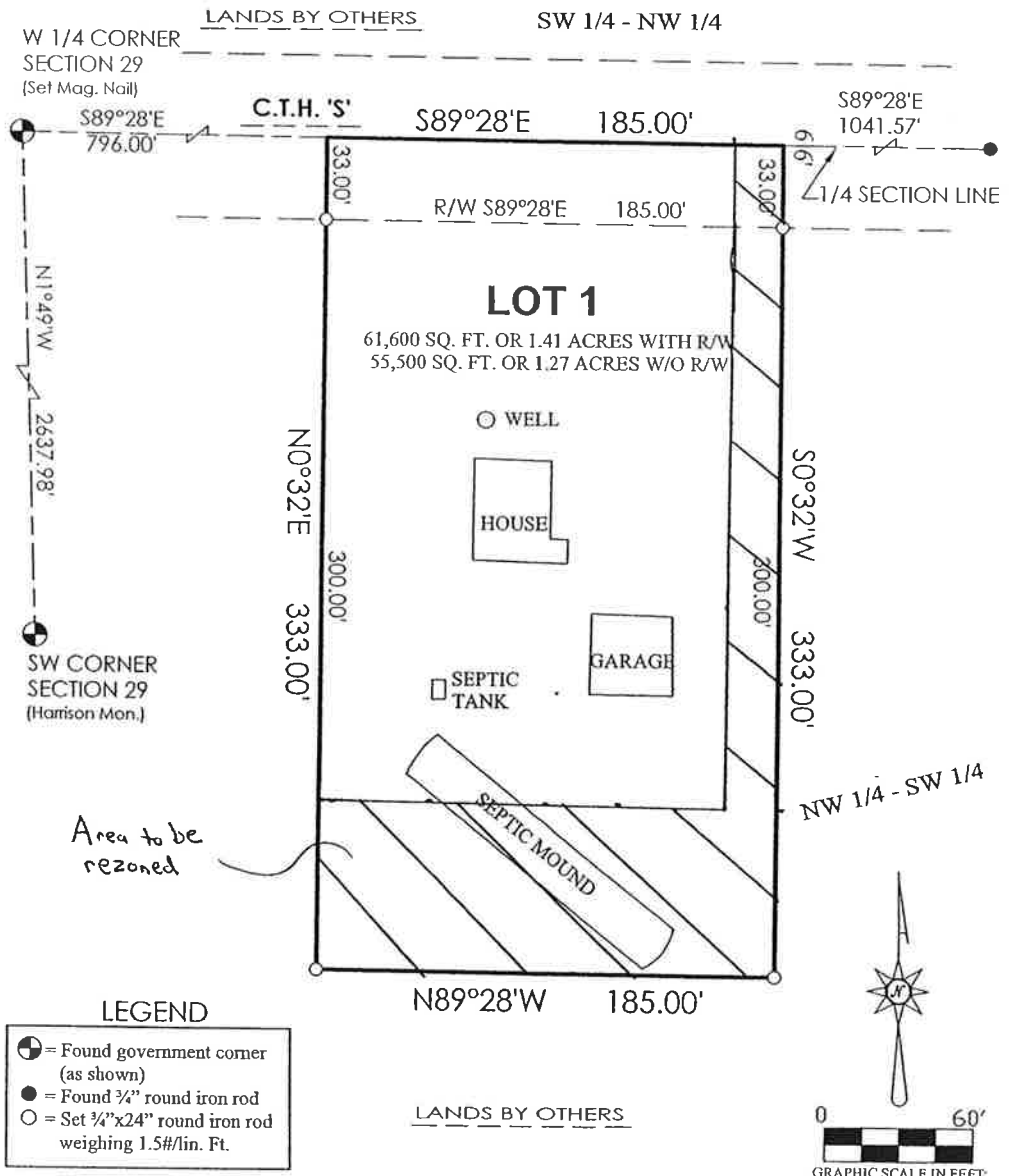 LANDS BY OTHERS
SW 1/4 - NW 1/4
W 1/4 CORNER
SECTION 29
(Set Mag. Nail)
S89°28'E
796.00'
C.T.H. 'S'
S89°28'E 185.00'
S89°28'E
1041.57'
33.00'
33.00'
66'
1/4 SECTION LINE
R/W S89°28'E 185.00'
N1°49'W 2637.98'
LOT 1
61,600 SQ. FT. OR 1.41 ACRES WITH R/W
55,500 SQ. FT. OR 1.27 ACRES W/O R/W
WELL
HOUSE
N0°32'E 333.00'
300.00'
S0°32'W 333.00'
300.00'
GARAGE
SEPTIC
TANK
SW CORNER
SECTION 29
(Harrison Mon.)
SEPTIC MOUND
NW 1/4 - SW 1/4
Area to be
rezoned
N89°28'W 185.00'
N
LEGEND
= Found government corner
(as shown)
= Found ¾" round iron rod
= Set ¾"x24" round iron rod
weighing 1.5#/lin. Ft.
LANDS BY OTHERS
0 60'
GRAPHIC SCALE IN FEET: